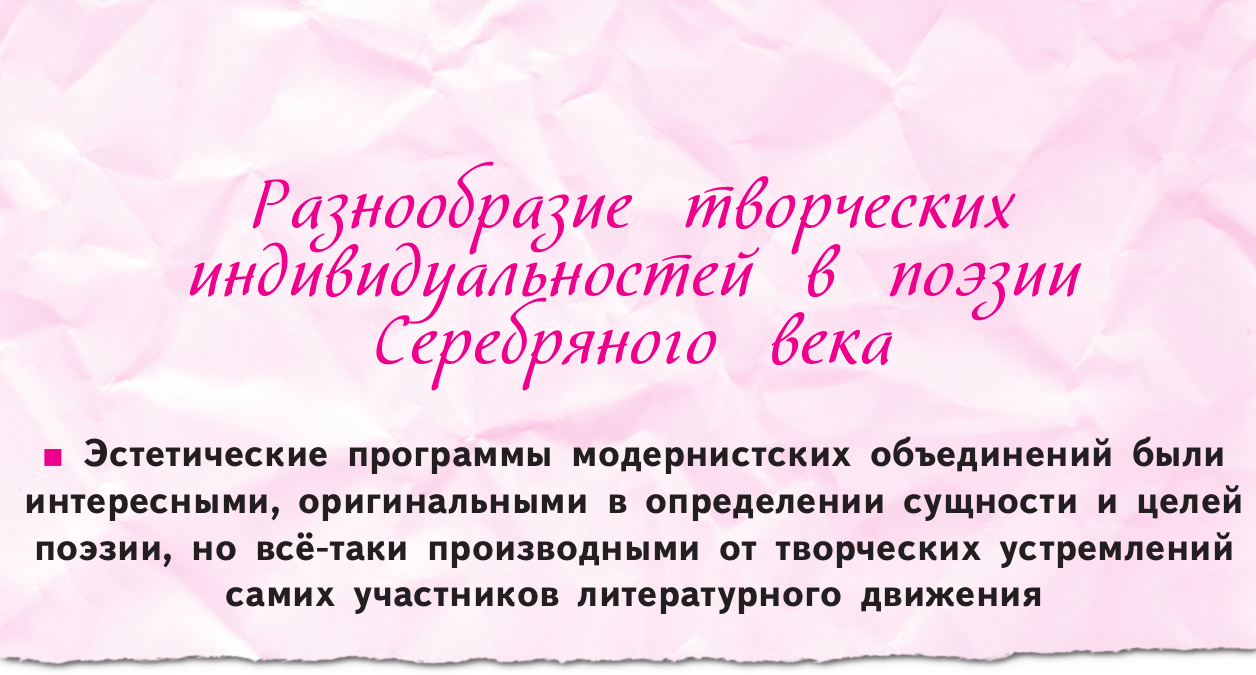 Разнообразие творческих
индивидуальностей в поэзии
Серебряного века
▪ Эстетические программы модернистских объединений были
интересными, оригинальными в определении сущности и целей
поэзии, но всё-таки производными от творческих устремлений
самих участников литературного движения